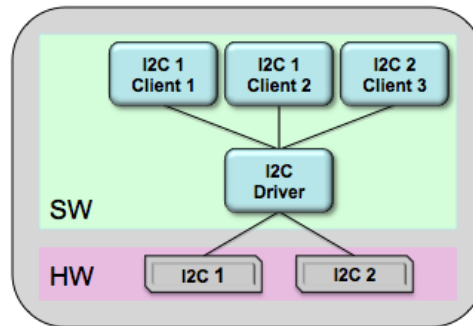 I2C 1
Client 1
I2C 1
Client 2
I2C 2
Client 3
I2C
Driver
SW
HW
I2C 1
I2C 2